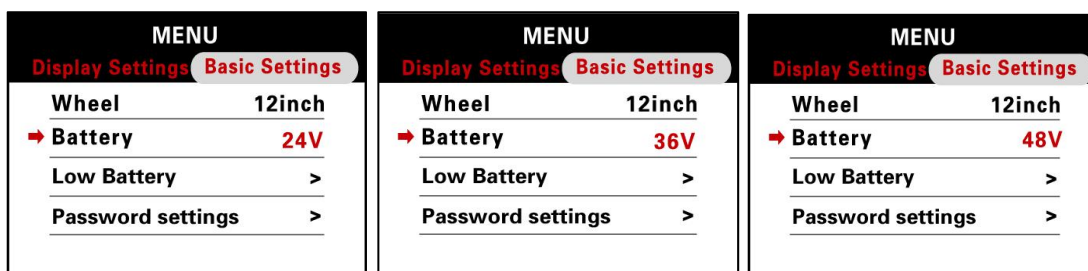 MENU
Display Settings Basic Settings
Wheel 12inch
Battery 24V
Low Battery >
Password settings >
MENU
Display Settings Basic Settings
Wheel 12inch
Battery 36V
Low Battery >
Password settings >
MENU
Display Settings Basic Settings
Wheel 12inch
Battery 48V
Low Battery >
Password settings >